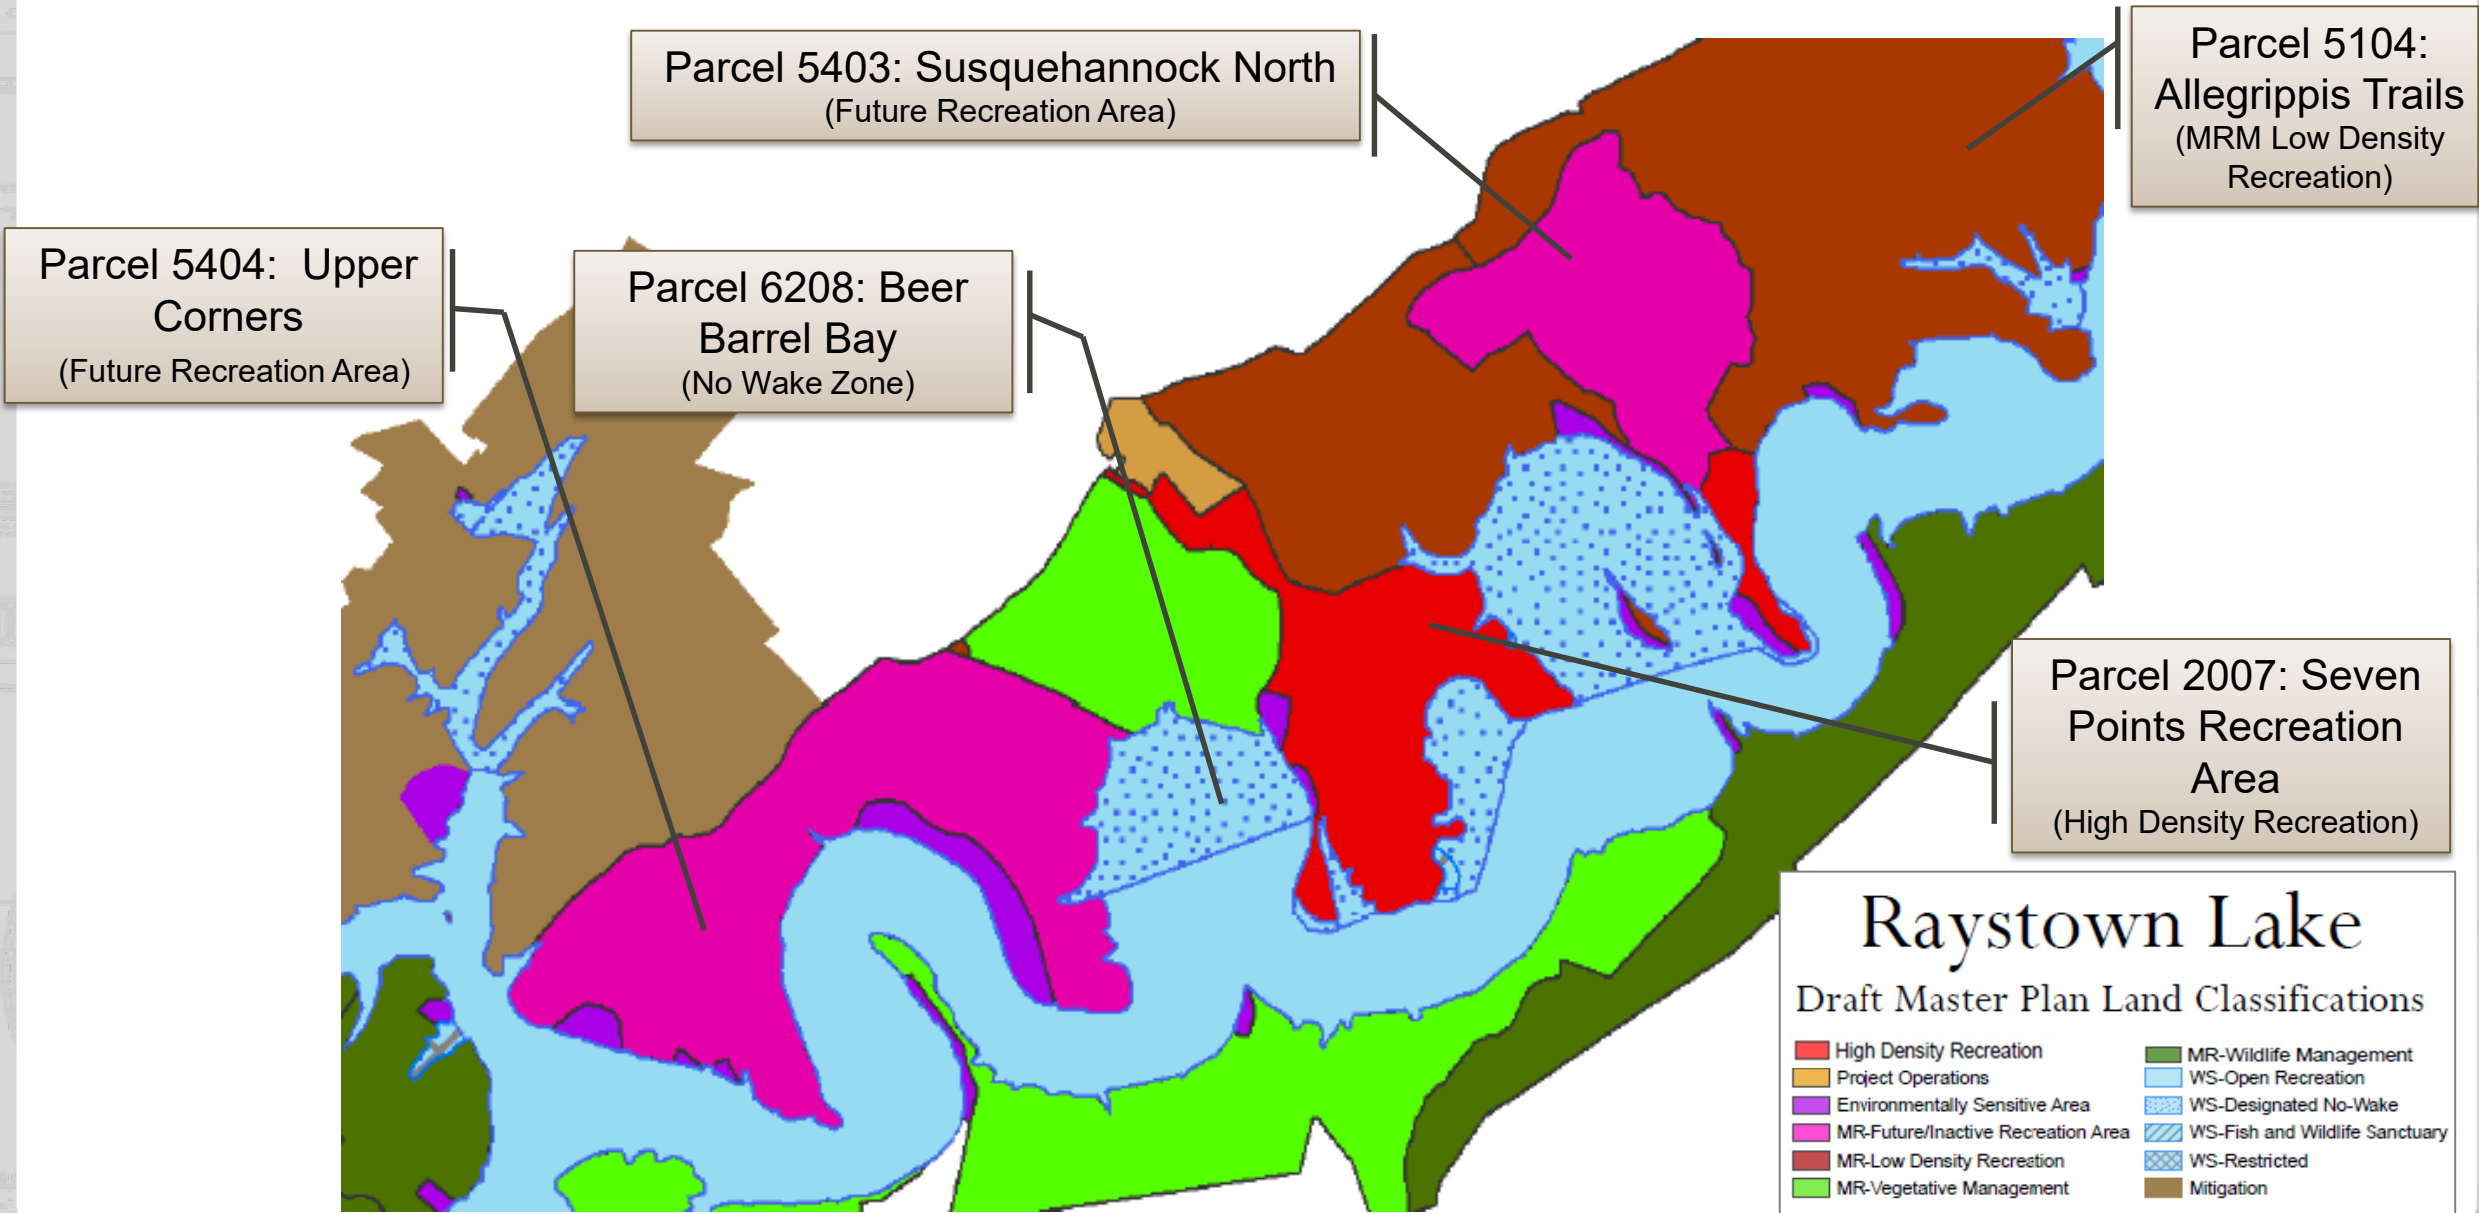 Parcel 5403: Susquehannock North
(Future Recreation Area)
Parcel 5104:
Allegrippis Trails
(MRM Low Density
Recreation)
Parcel 5404:  Upper
Corners
(Future Recreation Area)
Parcel 6208: Beer
Barrel Bay
(No Wake Zone)
Parcel 2007: Seven
Points Recreation
Area
(High Density Recreation)
Raystown Lake
Draft Master Plan Land Classifications
High Density Recreation
Project Operations
Environmentally Sensitive Area
MR-Future/Inactive Recreation Area
MR-Low Density Recreation
MR-Vegetative Management
MR-Wildlife Management
WS-Open Recreation
WS-Designated No-Wake
WS-Fish and Wildlife Sanctuary
WS-Restricted
Mitigation